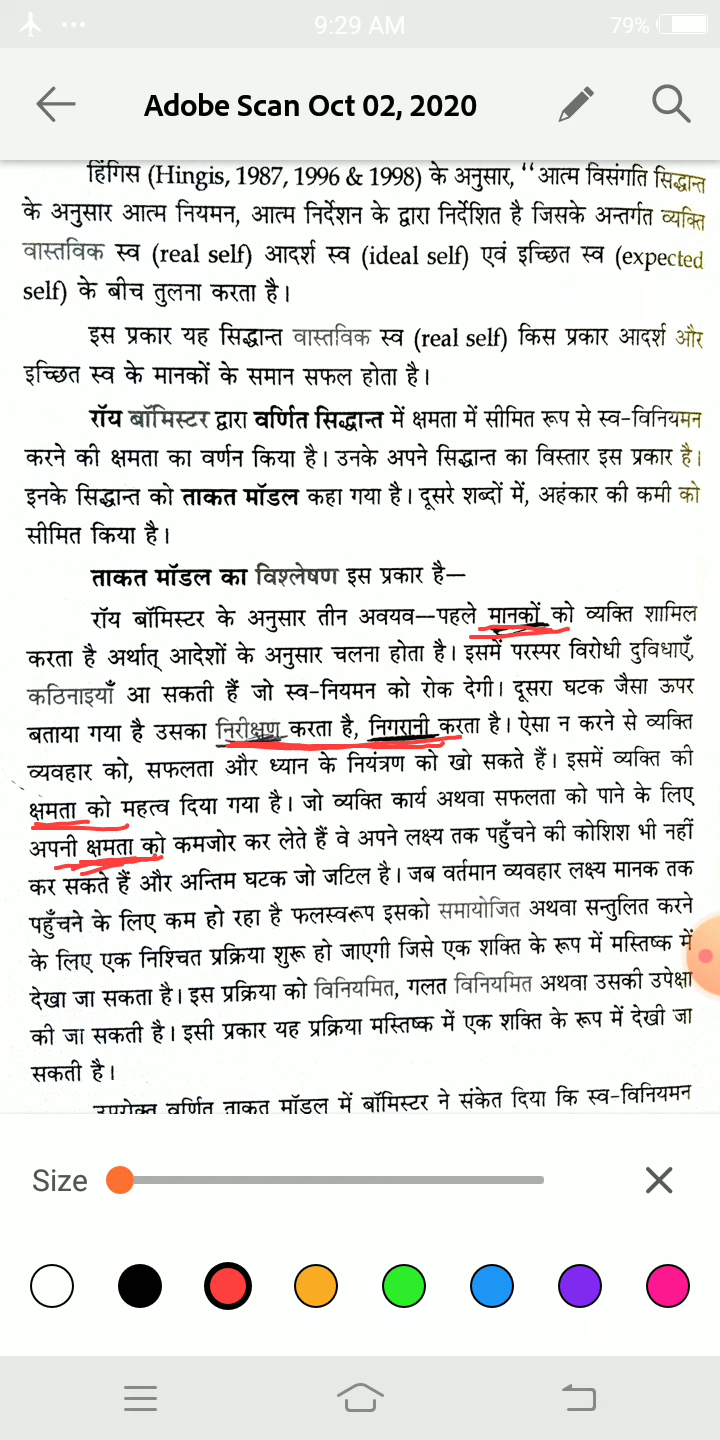 9:29 AM
79%
Adobe Scan Oct 02, 2020
हिंगिस (Hingis, 1987, 1996 & 1998) के अनुसार, "आत्म विसंगति सिद्धान्त
के अनुसार आत्म नियमन, आत्म निर्देशन के द्वारा निर्देशित है जिसके अन्तर्गत व्यक्ति
वास्तविक स्व (real self) आदर्श स्व (ideal self) एवं इच्छित स्व (expected
self) के बीच तुलना करता है।
इस प्रकार यह सिद्धान्त वास्तविक स्व (real self) किस प्रकार आदर्श और
इच्छित स्व के मानकों के समान सफल होता है।
रॉय बॉमिस्टर द्वारा वर्णित सिद्धान्त में क्षमता में सीमित रूप से स्व-विनियमन
करने की क्षमता का वर्णन किया है। उनके अपने सिद्धान्त का विस्तार इस प्रकार है।
इनके सिद्धान्त को ताकत मॉडल कहा गया है। दूसरे शब्दों में, अहंकार की कमी को
सीमित किया है।
ताकत मॉडल का विश्लेषण इस प्रकार है—
रॉय बॉमिस्टर के अनुसार तीन अवयव—पहले मानकों को व्यक्ति शामिल
करता है अर्थात् आदेशों के अनुसार चलना होता है। इसमें परस्पर विरोधी दुविधाएँ,
कठिनाइयाँ आ सकती हैं जो स्व-नियमन को रोक देगी। दूसरा घटक जैसा ऊपर
बताया गया है उसका निरीक्षण करता है, निगरानी करता है। ऐसा न करने से व्यक्ति
व्यवहार को, सफलता और ध्यान के नियंत्रण को खो सकते हैं। इसमें व्यक्ति की
क्षमता को महत्व दिया गया है। जो व्यक्ति कार्य अथवा सफलता को पाने के लिए
अपनी क्षमता को कमजोर कर लेते हैं वे अपने लक्ष्य तक पहुँचने की कोशिश भी नहीं
कर सकते हैं और अन्तिम घटक जो जटिल है। जब वर्तमान व्यवहार लक्ष्य मानक तक
पहुँचने के लिए कम हो रहा है फलस्वरूप इसको समायोजित अथवा सन्तुलित करने
के लिए एक निश्चित प्रक्रिया शुरू हो जाएगी जिसे एक शक्ति के रूप में मस्तिष्क में
देखा जा सकता है। इस प्रक्रिया को विनियमित, गलत विनियमित अथवा उसकी उपेक्षा
की जा सकती है। इसी प्रकार यह प्रक्रिया मस्तिष्क में एक शक्ति के रूप में देखी जा
सकती है।
उपरोक्त वर्णित ताकत मॉडल में बॉमिस्टर ने संकेत दिया कि स्व-विनियमन
Size